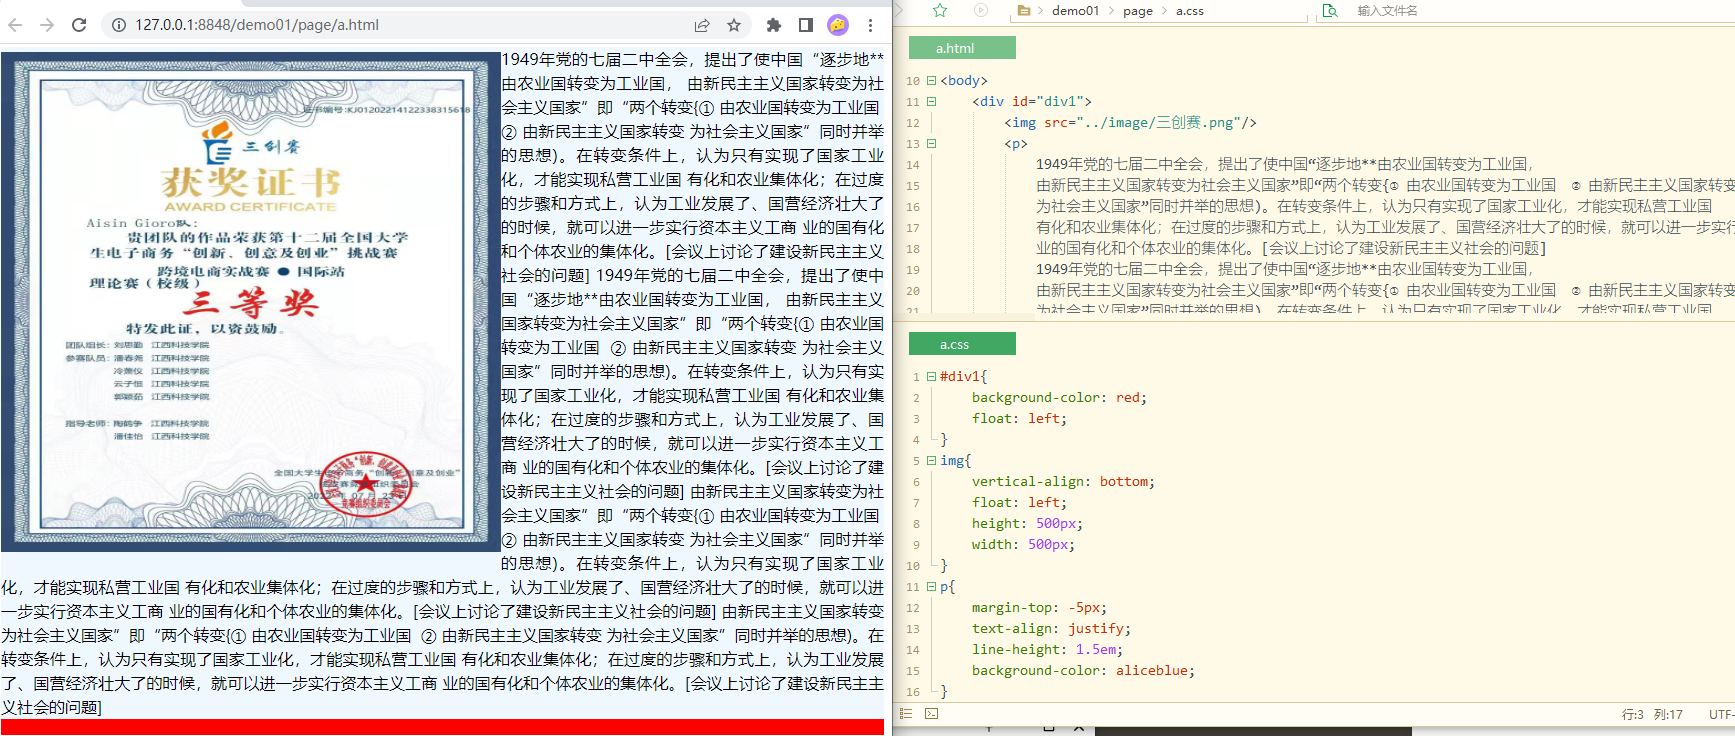 127.0.0.1:8848/demo01/page/a.html
证书编号:KJ012022141223383156​18
三创赛
获奖证书
AWARD CERTIFICATE
Aisin Gioro队:
贵团队的作品荣获第十二届全国大学
生电子商务“创新、创意及创业”挑战赛
跨境电商实战赛 ● 国际站
理论赛(校级)
三等奖
特发此证，以资鼓励。
团队组长：刘思勤 江西科技学院
参赛队员：潘春尧 江西科技学院
江西科技学院
云子恒 江西科技学院
郭颖茹 江西科技学院
指导老师：陶鹤争 江西科技学院
潘佳怡 江西科技学院
全国大学生电子商务“创新、创意及创业”
1949年党的七届二中全会，提出了使中国“逐步地**
由农业国转变为工业国， 由新民主主义国家转变为社
会主义国家”即“两个转变{① 由农业国转变为工业国
② 由新民主主义国家转变 为社会主义国家”同时并举
的思想)。在转变条件上，认为只有实现了国家工业
化，才能实现私营工业国 有化和农业集体化；在过度
的步骤和方式上，认为工业发展了、国营经济壮大了
的时候，就可以进一步实行资本主义工商 业的国有化
和个体农业的集体化。[会议上讨论了建设新民主主义
社会的问题] 1949年党的七届二中全会，提出了使中
国“逐步地**由农业国转变为工业国， 由新民主主义
国家转变为社会主义国家”即“两个转变{① 由农业国
转变为工业国 ② 由新民主主义国家转变 为社会主义
国家”同时并举的思想)。在转变条件上，认为只有实
现了国家工业化，才能实现私营工业国 有化和农业集
体化；在过度的步骤和方式上，认为工业发展了、国
营经济壮大了的时候，就可以进一步实行资本主义工
商 业的国有化和个体农业的集体化。[会议上讨论了建
设新民主主义社会的问题] 由新民主主义国家转变为社
会主义国家”即“两个转变{① 由农业国转变为工业国
② 由新民主主义国家转变 为社会主义国家”同时并举
的思想)。在转变条件上，认为只有实现了国家工业
化，才能实现私营工业国 有化和农业集体化；在过度的步骤和方式上，认为工业发展了、国营经济壮大了的时候，就可以进
一步实行资本主义工商 业的国有化和个体农业的集体化。[会议上讨论了建设新民主主义社会的问题] 由新民主主义国家转变
为社会主义国家”即“两个转变{① 由农业国转变为工业国 ② 由新民主主义国家转变 为社会主义国家”同时并举的思想)。在
转变条件上，认为只有实现了国家工业化，才能实现私营工业国 有化和农业集体化；在过度的步骤和方式上，认为工业发展
了、国营经济壮大了的时候，就可以进一步实行资本主义工商 业的国有化和个体农业的集体化。[会议上讨论了建设新民主主
义社会的问题]
demo01 page a.css 输入文件名
a.html
10 <body>
11 <div id="div1">
12 <img src="../image/三创赛.png"/>
13 <p>
14 1949年党的七届二中全会，提出了使中国“逐步地**由农业国转变为工业国，
15 由新民主主义国家转变为社会主义国家”即“两个转变{① 由农业国转变为工业国 ② 由新民主主义国家转变
16 为社会主义国家”同时并举的思想)。在转变条件上，认为只有实现了国家工业化，才能实现私营工业国
17 有化和农业集体化；在过度的步骤和方式上，认为工业发展了、国营经济壮大了的时候，就可以进一步实行
18 业的国有化和个体农业的集体化。[会议上讨论了建设新民主主义社会的问题]
19 1949年党的七届二中全会，提出了使中国“逐步地**由农业国转变为工业国，
20 由新民主主义国家转变为社会主义国家”即“两个转变{① 由农业国转变为工业国 ② 由新民主主义国家转变
21 为社会主义国家”同时并举的思想)。在转变条件上，认为只有实现了国家工业化，才能实现私营工业国
a.css
1 #div1{
2 background-color: red;
3 float: left;
4 }
5 img{
6 vertical-align: bottom;
7 float: left;
8 height: 500px;
9 width: 500px;
10 }
11 p{
12 margin-top: -5px;
13 text-align: justify;
14 line-height: 1.5em;
15 background-color: aliceblue;
16 }
行:3 列:17 UTF-